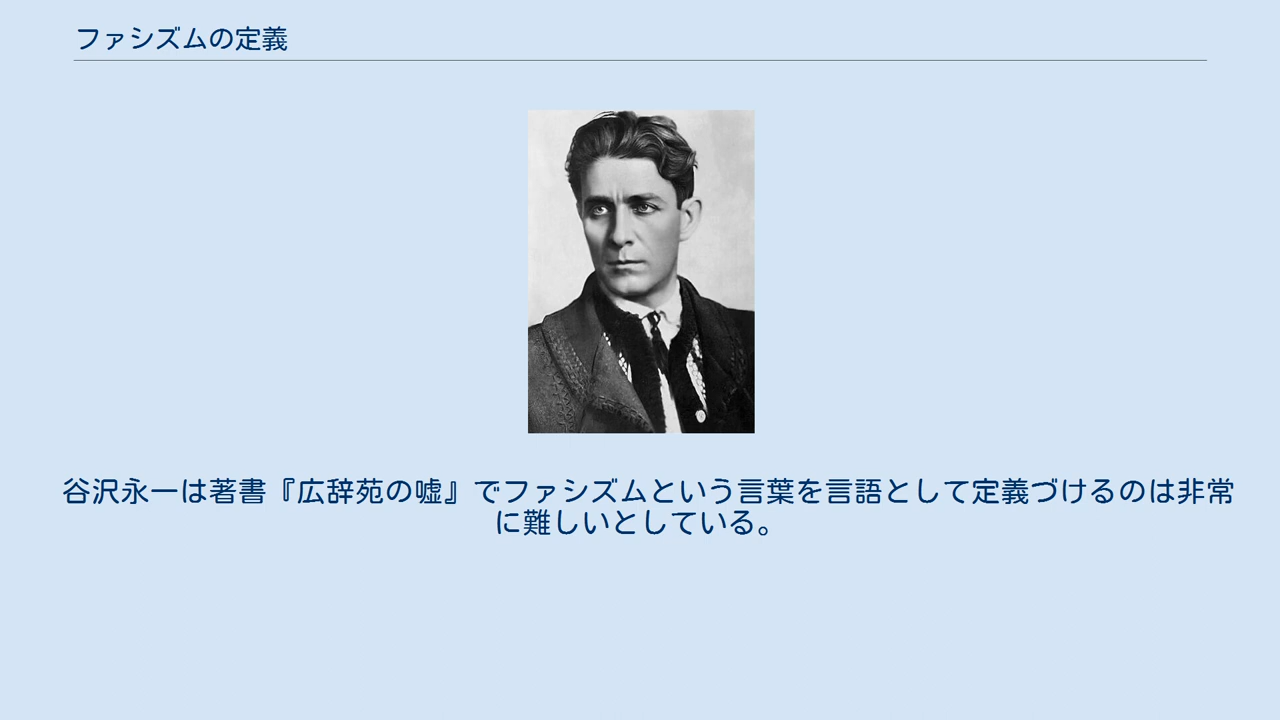 ファシズムの定義
谷沢永一は著書『広辞苑の嘘』でファシズムという言葉を言語として定義づけるのは非常
に難しいとしている。